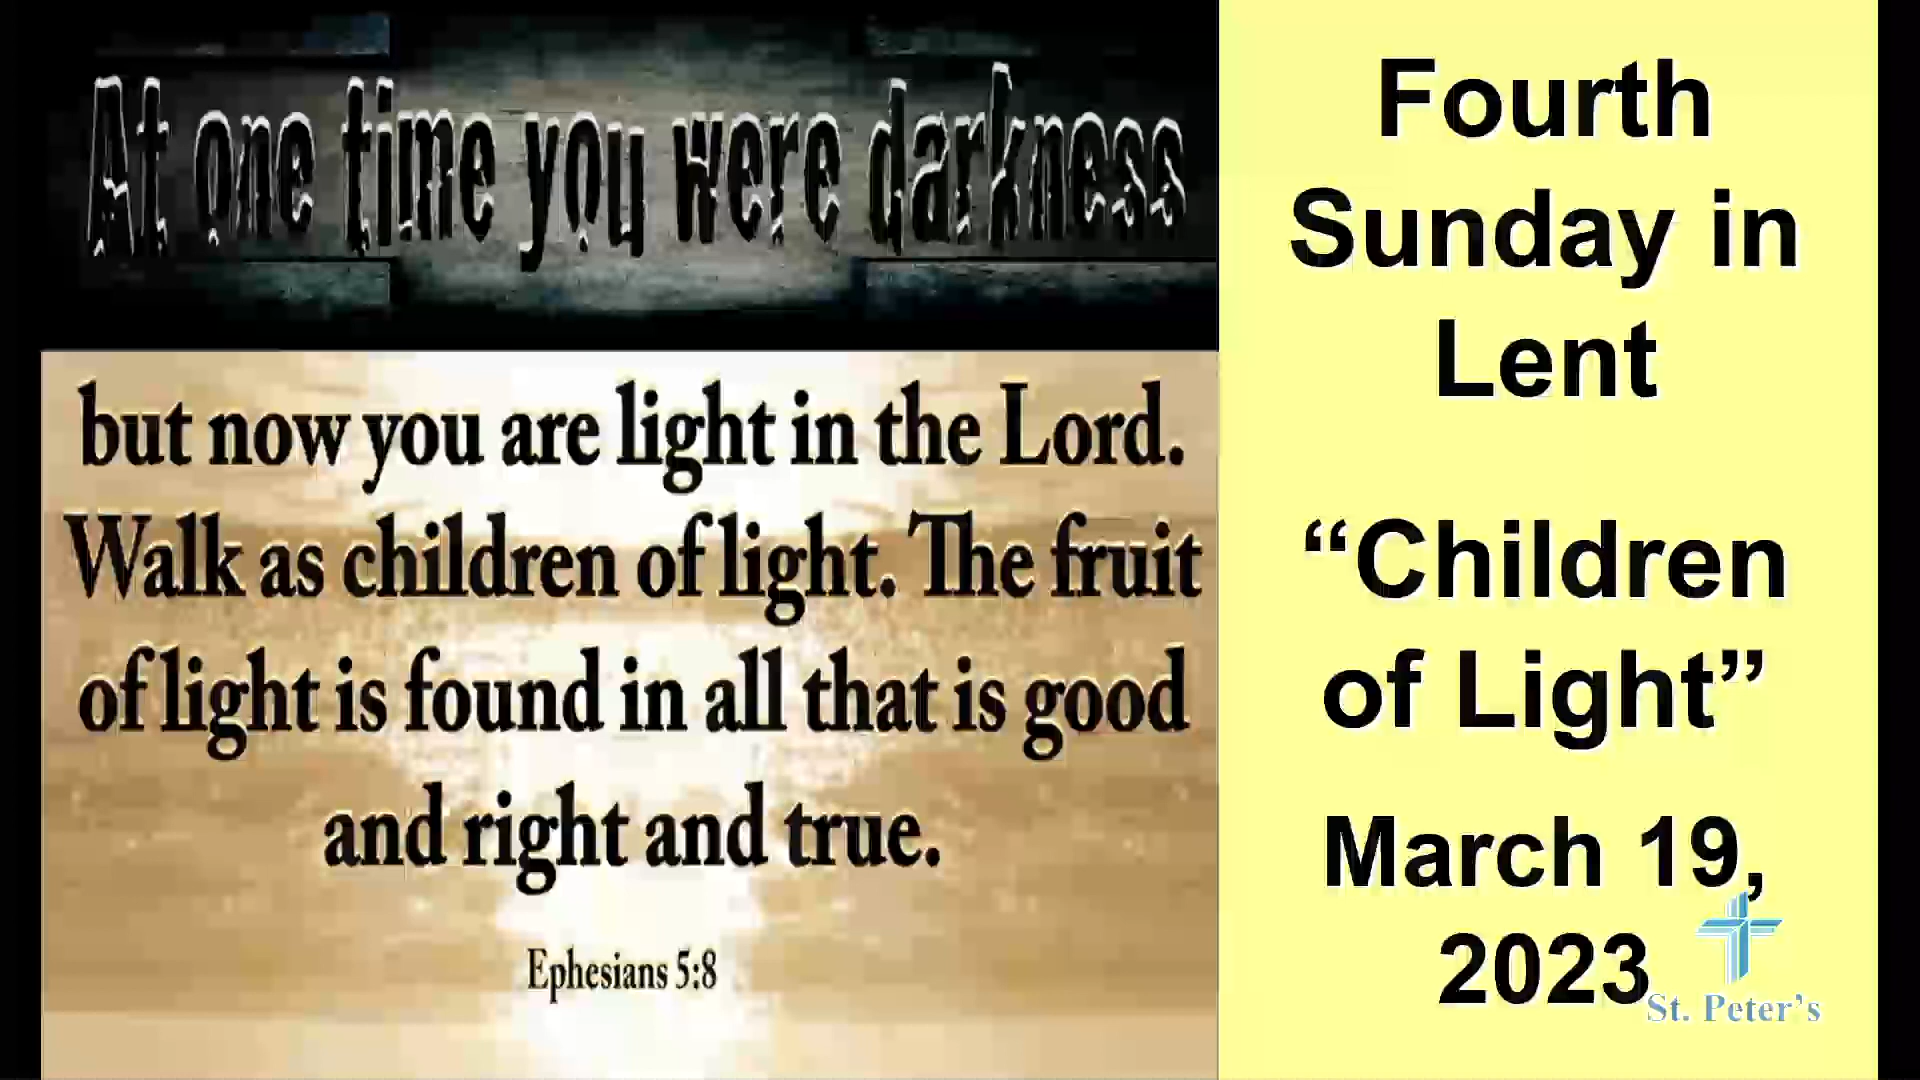 At one time you were darkness
but now you are light in the Lord.
Walk as children of light. The fruit
of light is found in all that is good
and right and true.
Ephesians 5:8
Fourth
Sunday in
Lent
“Children
of Light”
March 19,
2023
St. Peter's